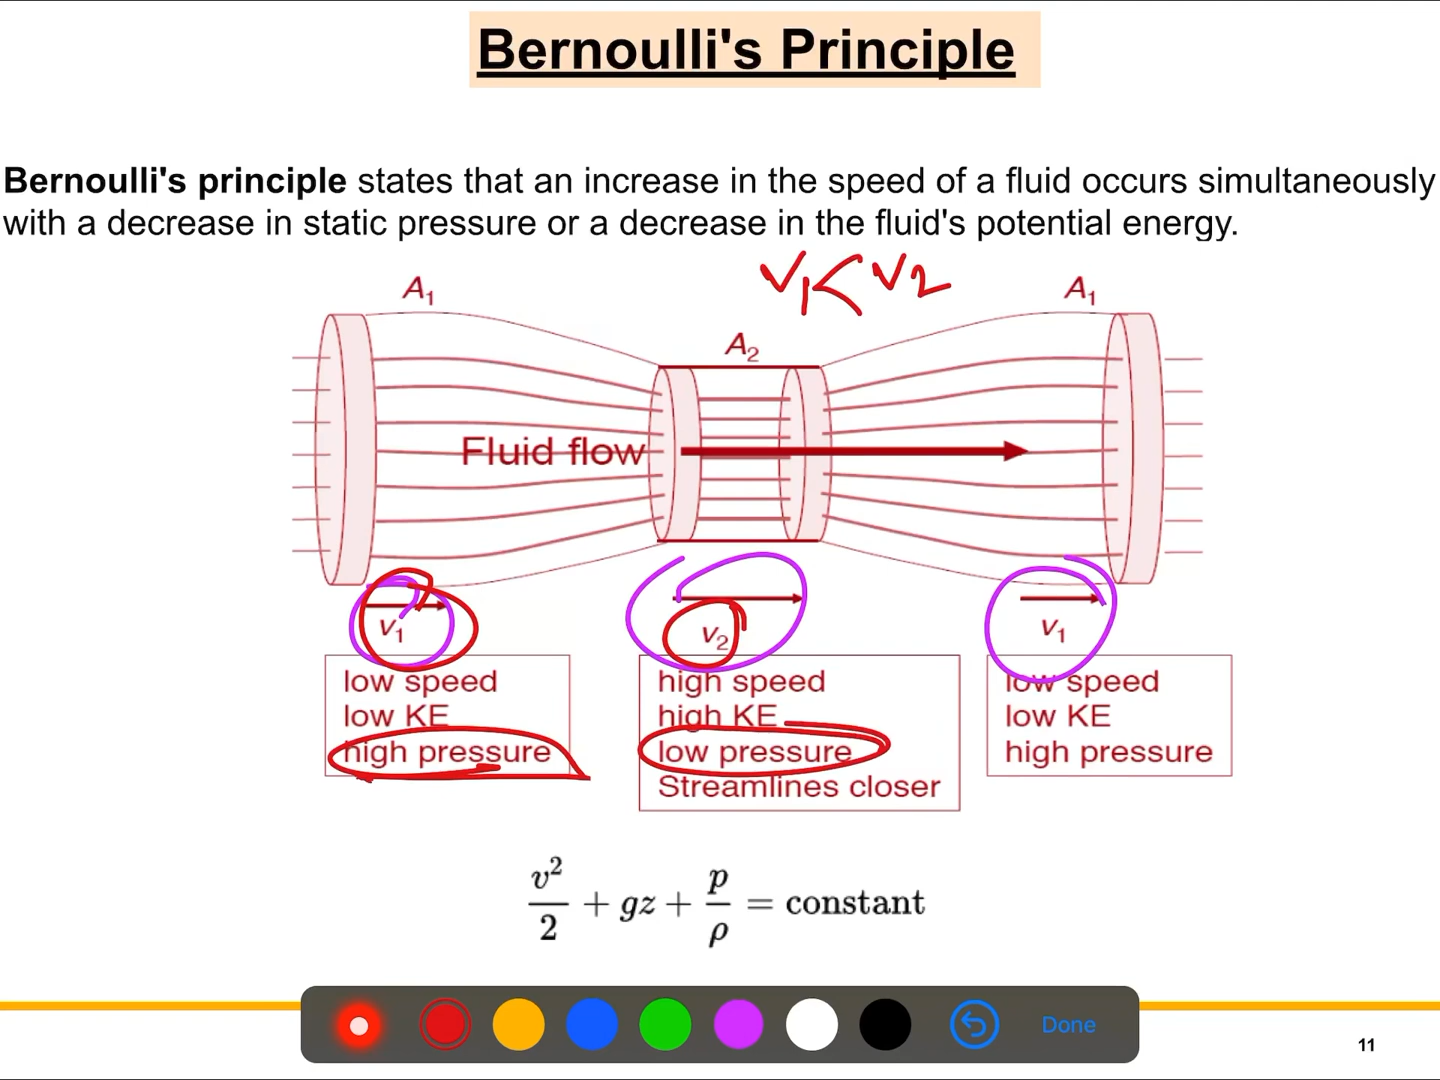 Bernoulli's Principle
Bernoulli's principle states that an increase in the speed of a fluid occurs simultaneously
with a decrease in static pressure or a decrease in the fluid's potential energy.
v1 < v2
A₁
A₂
A₁
Fluid flow
v₁
v₂
v₁
low speed
low KE
high pressure
high speed
high KE
low pressure
Streamlines closer
low speed
low KE
high pressure
v²/2 + gz + p/ρ = constant
Done
11